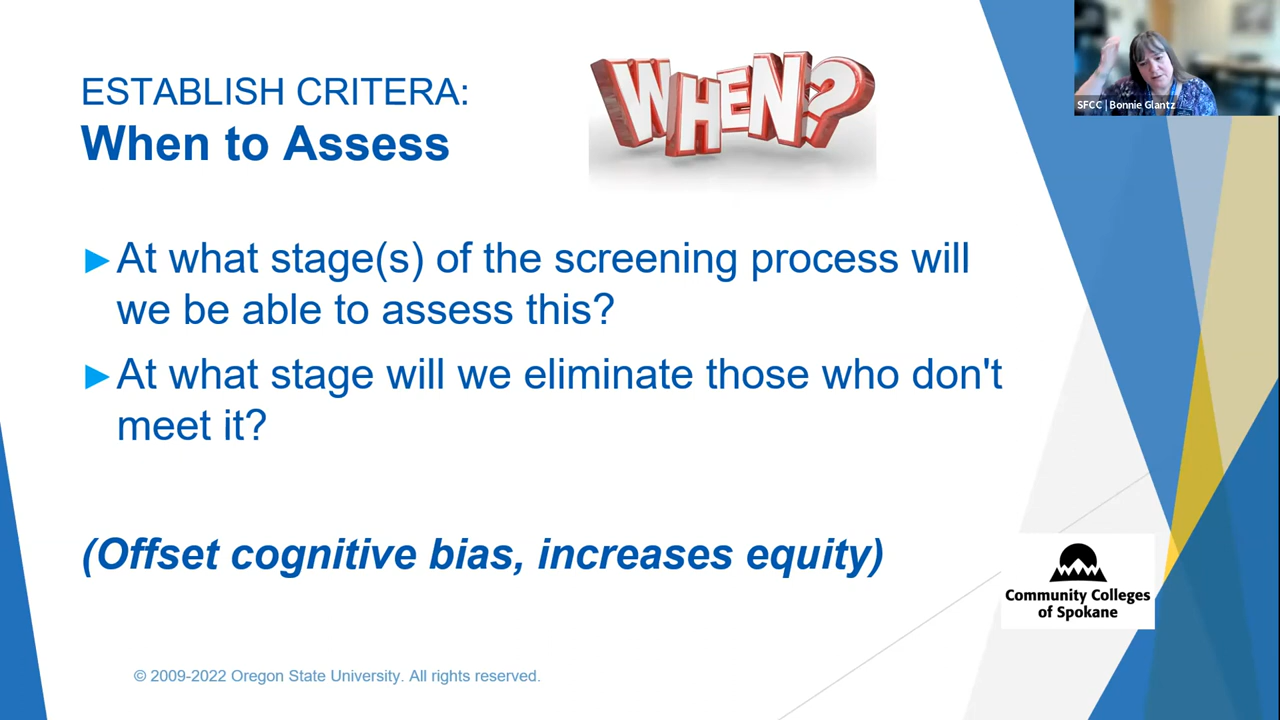 ESTABLISH CRITERA:
When to Assess
WHEN?
SFCC | Bonnie Glantz
►At what stage(s) of the screening process will
we be able to assess this?
►At what stage will we eliminate those who don't
meet it?
(Offset cognitive bias, increases equity)
Community Colleges
of Spokane
© 2009-2022 Oregon State University. All rights reserved.